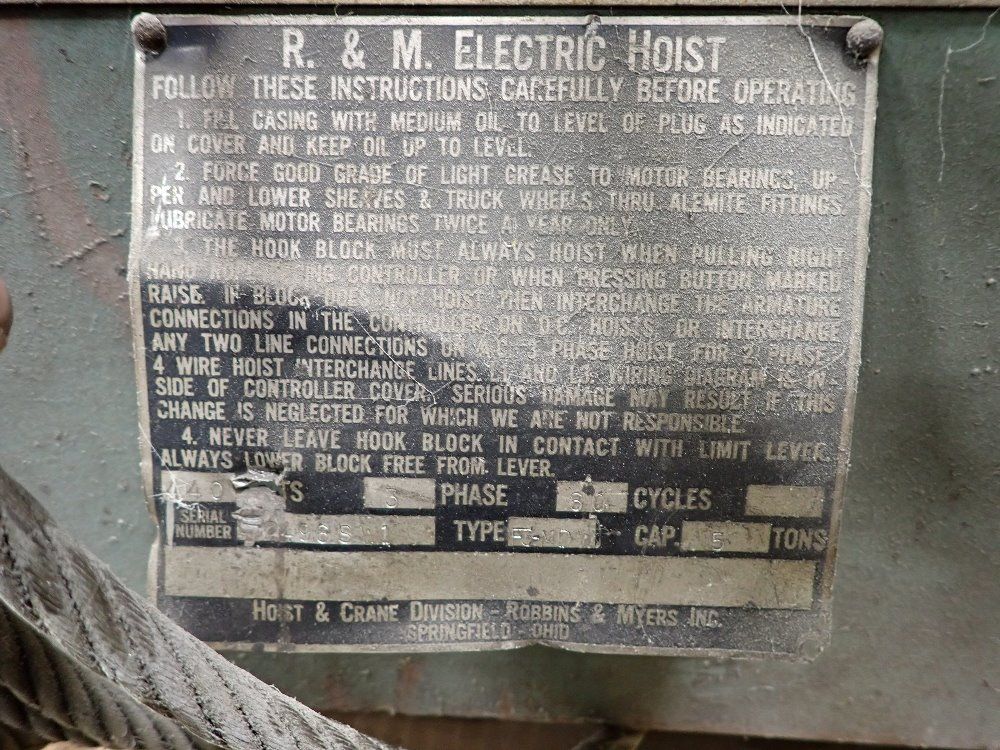 R. & M. ELECTRIC HOIST
FOLLOW THESE INSTRUCTIONS CAREFULLY BEFORE OPERATING
1. FILL CASING WITH MEDIUM OIL TO LEVEL OF PLUG AS INDICATED
ON COVER AND KEEP OIL UP TO LEVEL.
2. FORCE GOOD GRADE OF LIGHT GREASE TO MOTOR BEARINGS, UP-
PER AND LOWER SHEAVES & TRUCK WHEELS THRU ALEMITE FITTINGS.
LUBRICATE MOTOR BEARINGS TWICE A YEAR ONLY.
3. THE HOOK BLOCK MUST ALWAYS HOIST WHEN PULLING RIGHT
HAND CONTROLLER OR WHEN PRESSING BUTTON MARKED
RAISE. IF BLOCK DOES NOT HOIST THEN INTERCHANGE THE ARMATURE
CONNECTIONS IN THE CONTROLLER ON D.C. HOISTS OR INTERCHANGE
ANY TWO LINE CONNECTIONS ON A.C. 3 PHASE HOIST. FOR 2 PHASE,
4 WIRE HOIST INTERCHANGE LINES, L1 AND WIRING DIAGRAM IS IN-
SIDE OF CONTROLLER COVER. SERIOUS DAMAGE MAY RESULT IF THIS
CHANGE IS NEGLECTED FOR WHICH WE ARE NOT RESPONSIBLE.
4. NEVER LEAVE HOOK BLOCK IN CONTACT WITH LIMIT LEVER.
ALWAYS LOWER BLOCK FREE FROM LEVER.
40 TS 3 PHASE 60 CYCLES
SERIAL
NUMBER TYPE CAP. 5 TONS
HOIST & CRANE DIVISION - ROBBINS & MYERS INC.
SPRINGFIELD OHIO